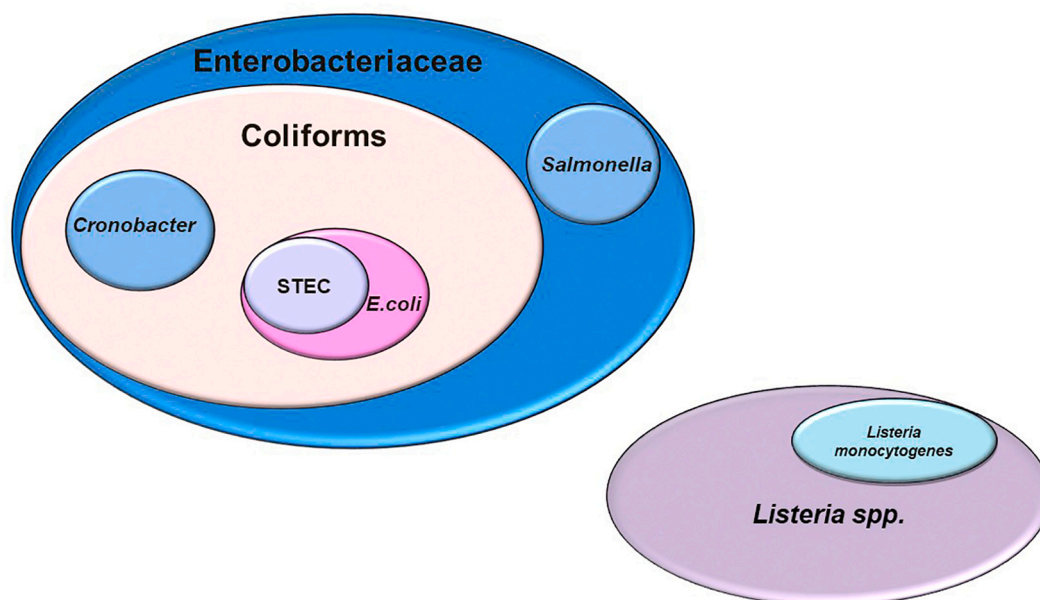 Enterobacteriaceae
Coliforms
Salmonella
Cronobacter
STEC
E.coli
Listeria
monocytogenes
Listeria spp.